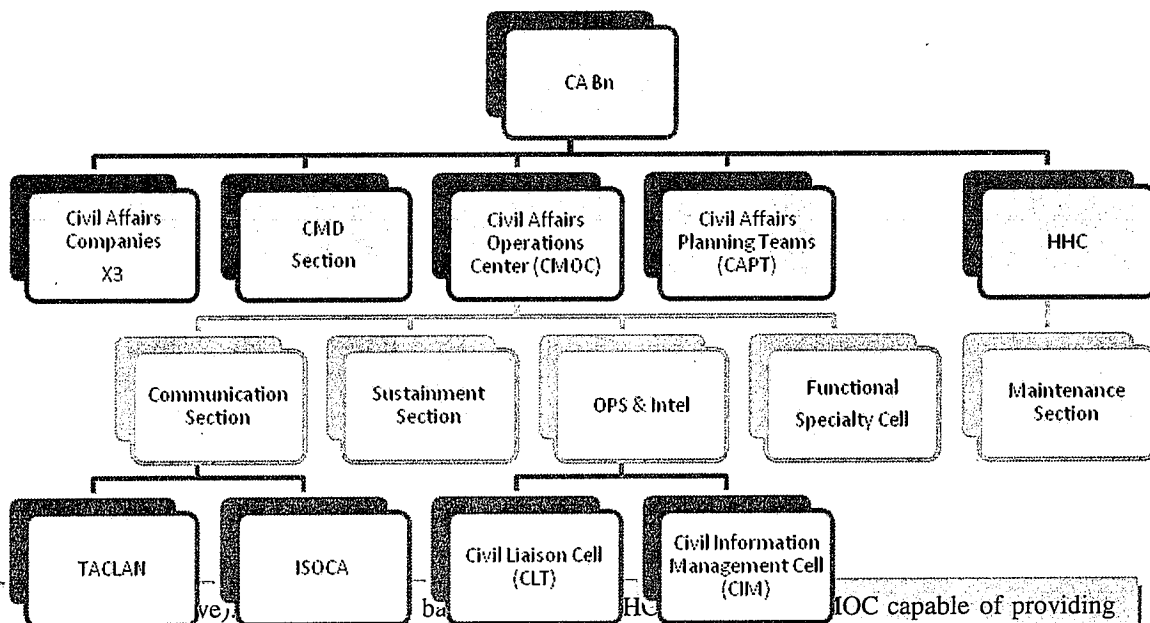 CA Bn
Civil Affairs
Companies
X3
CMD
Section
Civil Affairs
Operations
Center (CMOC)
Civil Affairs
Planning Teams
(CAPT)
HHC
Communication
Section
Sustainment
Section
OPS & Intel
Functional
Specialty Cell
Maintenance
Section
TACLAN
ISOCA
Civil Liaison Cell
(CLT)
Civil Information
Management Cell
(CIM)
capable of providing